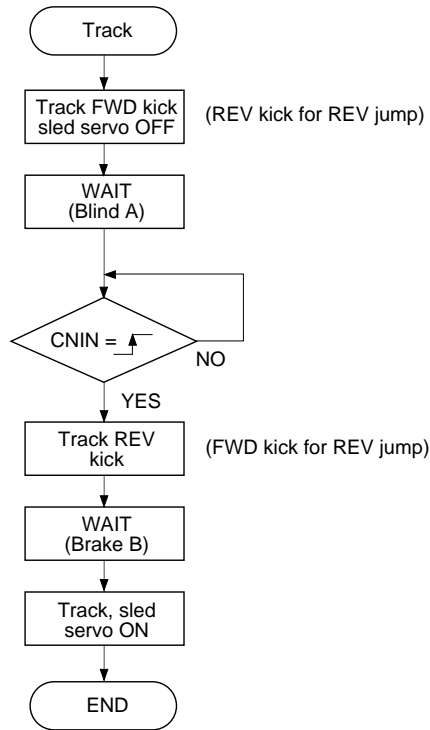 Track
Track FWD kick
sled servo OFF
(REV kick for REV jump)
WAIT
(Blind A)
CNIN =
NO
YES
Track REV
kick
(FWD kick for REV jump)
WAIT
(Brake B)
Track, sled
servo ON
END